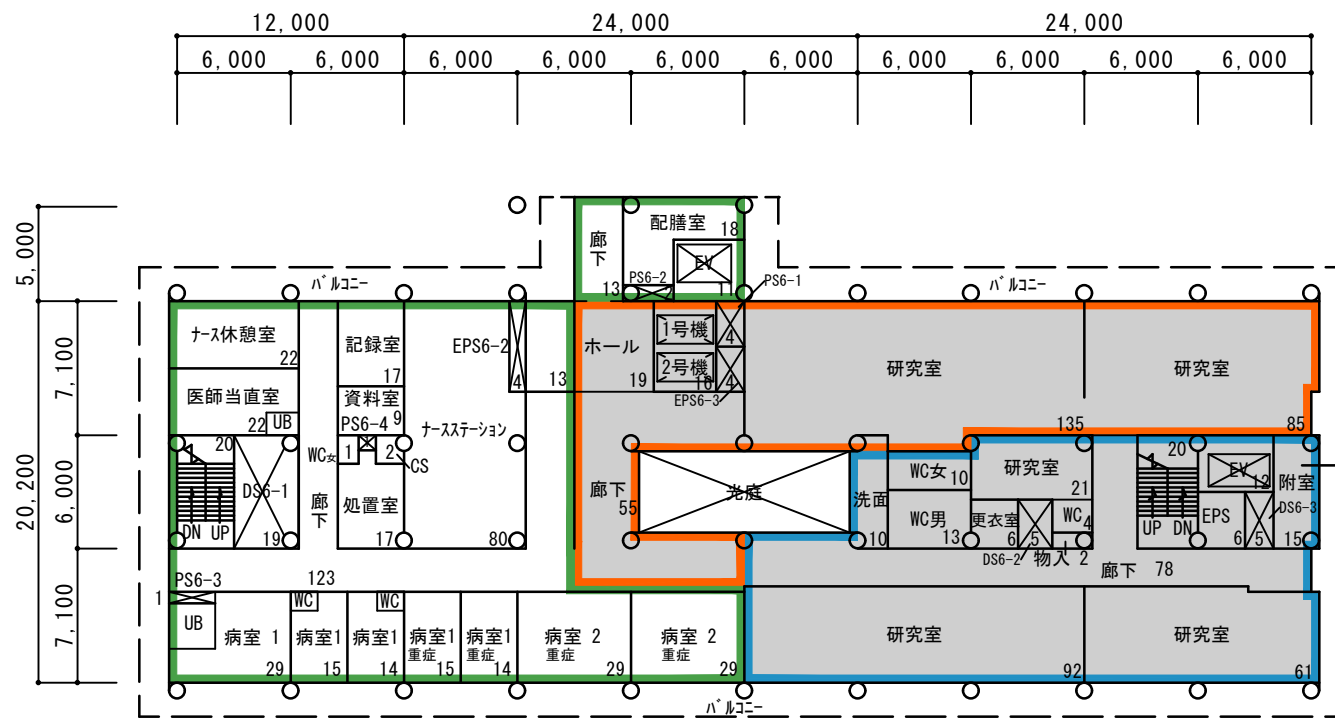 12,000 24,000 24,000
6,000 6,000 6,000 6,000 6,000 6,000 6,000 6,000 6,000 6,000
5,000
7,100
6,000
7,100
20,200
バルコニー
バルコニー
バルコニー
廊下
13
配膳室
18
EV
11
PS6-2
2
PS6-1
ナース休憩室
22
医師当直室
22
UB
記録室
17
資料室
9
PS6-4
1
2
CS
EPS6-2
4
13
ナースステーション
80
ホール
19
1号機
2号機
16
4
4
EPS6-3
研究室
135
研究室
85
20
DN UP
DS6-1
19
WC女
廊下
処置室
17
廊下
55
光庭
洗面
10
WC女
10
WC男
13
研究室
21
更衣室
6
5
DS6-2
WC
4
物入 2
20
UP DN
EV
12
EPS
6
5
DS6-3
附室
15
廊下 78
PS6-3
1
UB
123
病室 1
29
WC
病室1
15
WC
病室1
14
病室1
重症
15
病室1
重症
14
病室 2
重症
29
病室 2
重症
29
研究室
92
研究室
61